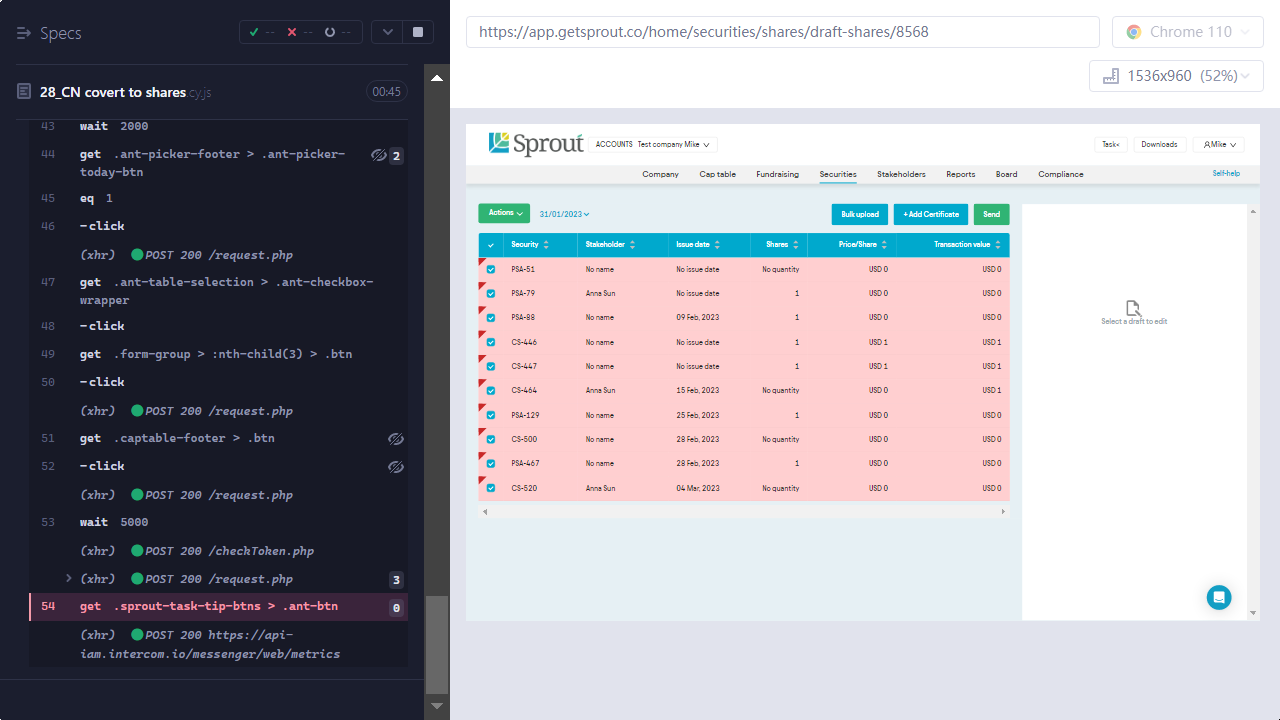 Specs
-- -- --
28_CN covert to shares.cy.js 00:45
43 wait 2000
44 get .ant-picker-footer > .ant-picker- 2
today-btn
45 eq 1
46 -click
(xhr) POST 200 /request.php
47 get .ant-table-selection > .ant-checkbox-
wrapper
48 -click
49 get .form-group > :nth-child(3) > .btn
50 -click
(xhr) POST 200 /request.php
51 get .captable-footer > .btn
52 -click
(xhr) POST 200 /request.php
53 wait 5000
(xhr) POST 200 /checkToken.php
(xhr) POST 200 /request.php 3
54 get .sprout-task-tip-btns > .ant-btn 0
(xhr) POST 200 https://api-
iam.intercom.io/messenger/web/metrics
https://app.getsprout.co/home/securities/shares/draft-shares/8568
Chrome 110
1536x960 (52%)
Sprout ACCOUNTS Test company Mike Task Downloads Mike
Company Cap table Fundraising Securities Stakeholders Reports Board Compliance Self-help
Actions 31/01/2023 Bulk upload + Add Certificate Send
Security Stakeholder Issue date Shares Price/Share Transaction value
PSA-51 No name No issue date No quantity USD 0 USD 0
PSA-79 Anna Sun No issue date 1 USD 0 USD 0
PSA-88 No name 09 Feb, 2023 1 USD 0 USD 0
CS-446 No name No issue date 1 USD 1 USD 1
CS-447 No name No issue date 1 USD 1 USD 1
CS-464 Anna Sun 15 Feb, 2023 No quantity USD 0 USD 1
PSA-129 No name 25 Feb, 2023 1 USD 0 USD 0
CS-500 No name 28 Feb, 2023 No quantity USD 0 USD 0
PSA-467 No name 28 Feb, 2023 1 USD 0 USD 0
CS-520 Anna Sun 04 Mar, 2023 No quantity USD 0 USD 0
Select a draft to edit